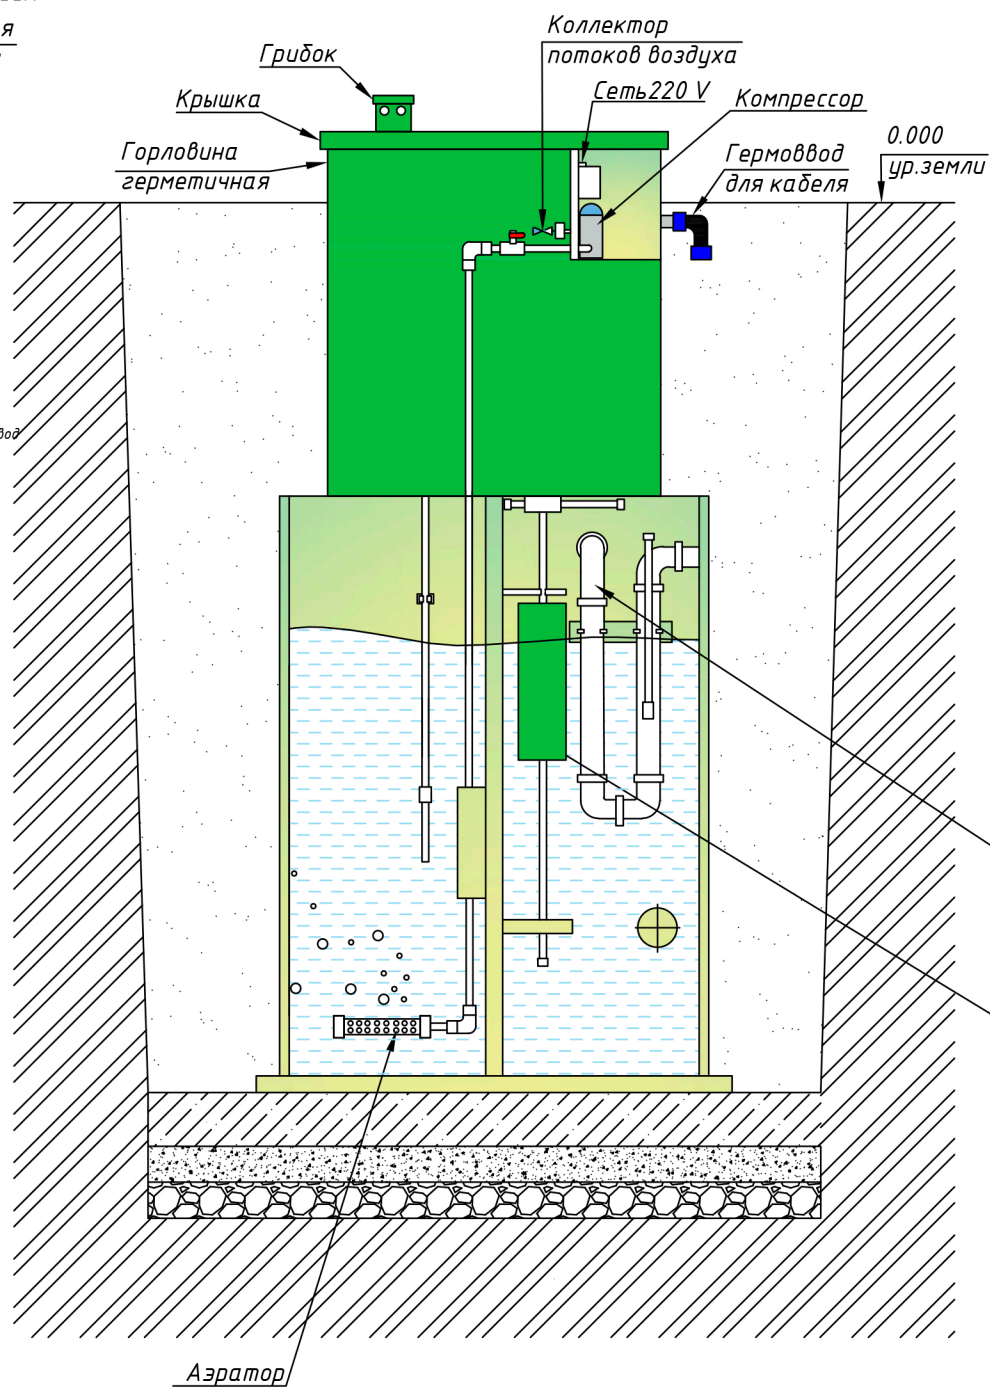 Коллектор
потоков воздуха
Грибок
Сеть220 V
Крышка
Компрессор
0.000
ур.земли
Горловина
герметичная
Гермоввод
для кабеля
Аэратор